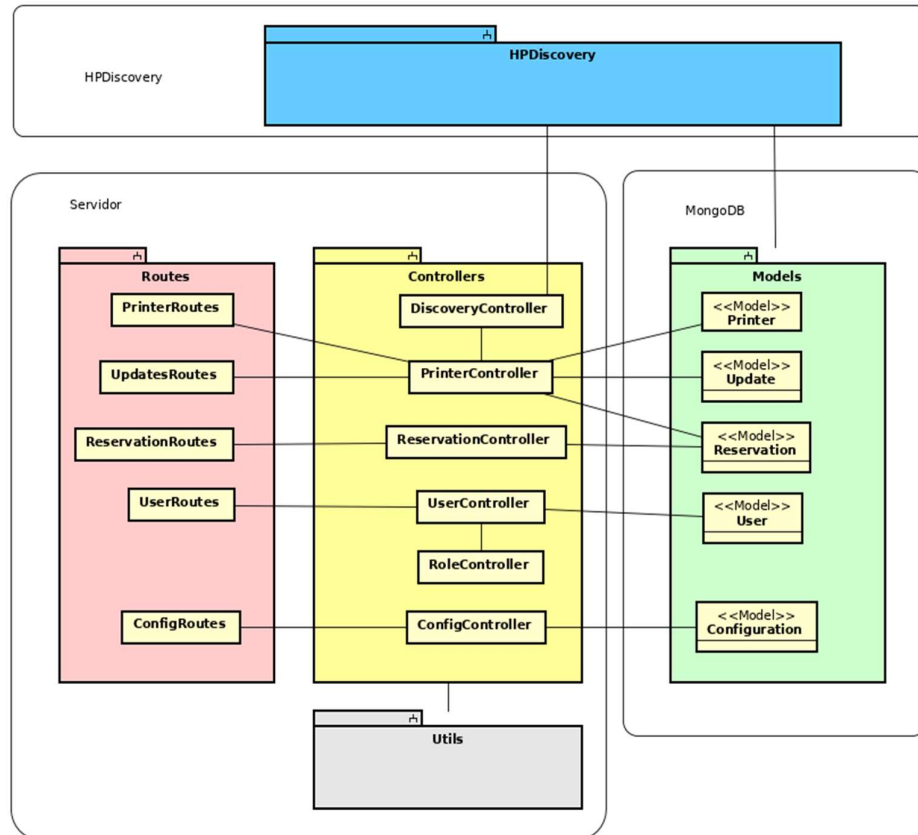 HPDiscovery
HPDiscovery
Servidor
MongoDB
Routes
PrinterRoutes
UpdatesRoutes
ReservationRoutes
UserRoutes
ConfigRoutes
Controllers
DiscoveryController
PrinterController
ReservationController
UserController
RoleController
ConfigController
Models
<<Model>>
Printer
<<Model>>
Update
<<Model>>
Reservation
<<Model>>
User
<<Model>>
Configuration
Utils